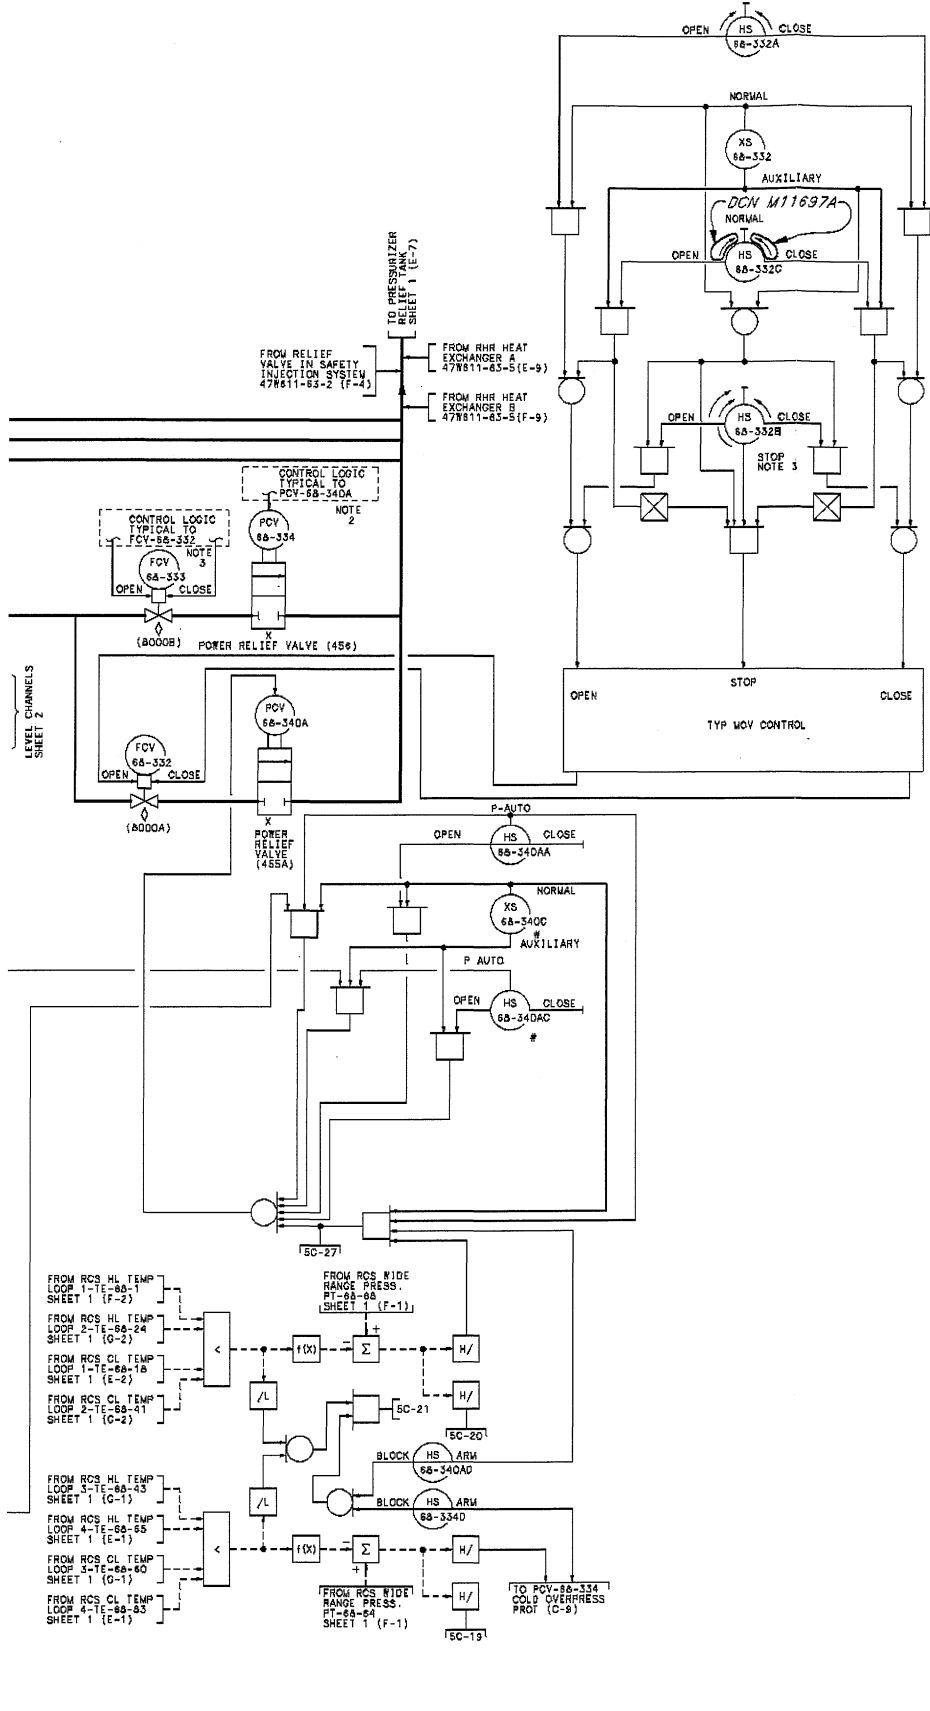 OPEN HS CLOSE
68-332A
NORMAL
XS
68-332
AUXILIARY
DCN M11697A
NORMAL
OPEN HS CLOSE
68-332C
TO PRESSURIZER
RELIEF TANK
SHEET 1 (E-7)
FROM RELIEF
VALVE IN SAFETY
INJECTION SYSTEM
47W611-63-2 (F-4)
FROM RHR HEAT
EXCHANGER A
47W611-63-5(E-9)
FROM RHR HEAT
EXCHANGER B
47W611-63-5(F-9)
OPEN HS CLOSE
68-332B
STOP
NOTE 3
CONTROL LOGIC
TYPICAL TO
PCV-68-340A
NOTE
2
PCV
68-334
CONTROL LOGIC
TYPICAL TO
FCV-68-332
NOTE
3
FCV
68-333
OPEN CLOSE
(8000B)
X
POWER RELIEF VALVE (456)
LEVEL CHANNELS
SHEET 2
PCV
68-340A
FCV
68-332
OPEN CLOSE
(8000A)
X
POWER
RELIEF
VALVE
(455A)
OPEN STOP CLOSE
TYP MOV CONTROL
P-AUTO
OPEN HS CLOSE
68-340AA
NORMAL
XS
68-340C
#
AUXILIARY
P AUTO
OPEN HS CLOSE
68-340AC
#
5C-27
FROM RCS HL TEMP
LOOP 1-TE-68-1
SHEET 1 (F-2)
FROM RCS HL TEMP
LOOP 2-TE-68-24
SHEET 1 (G-2)
FROM RCS CL TEMP
LOOP 1-TE-68-18
SHEET 1 (E-2)
FROM RCS CL TEMP
LOOP 2-TE-68-41
SHEET 1 (G-2)
FROM RCS WIDE
RANGE PRESS.
PT-68-68
SHEET 1 (F-1)
< f(X) - + Σ H/
/L
H/
5C-21
5C-20
BLOCK HS ARM
68-340AD
BLOCK HS ARM
68-334D
/L
FROM RCS HL TEMP
LOOP 3-TE-68-43
SHEET 1 (G-1)
FROM RCS HL TEMP
LOOP 4-TE-68-65
SHEET 1 (E-1)
FROM RCS CL TEMP
LOOP 3-TE-68-60
SHEET 1 (G-1)
FROM RCS CL TEMP
LOOP 4-TE-68-83
SHEET 1 (E-1)
< f(X) - + Σ H/
H/
FROM RCS WIDE
RANGE PRESS.
PT-68-64
SHEET 1 (F-1)
5C-19
TO PCV-68-334
COLD OVERPRESS
PROT (C-9)